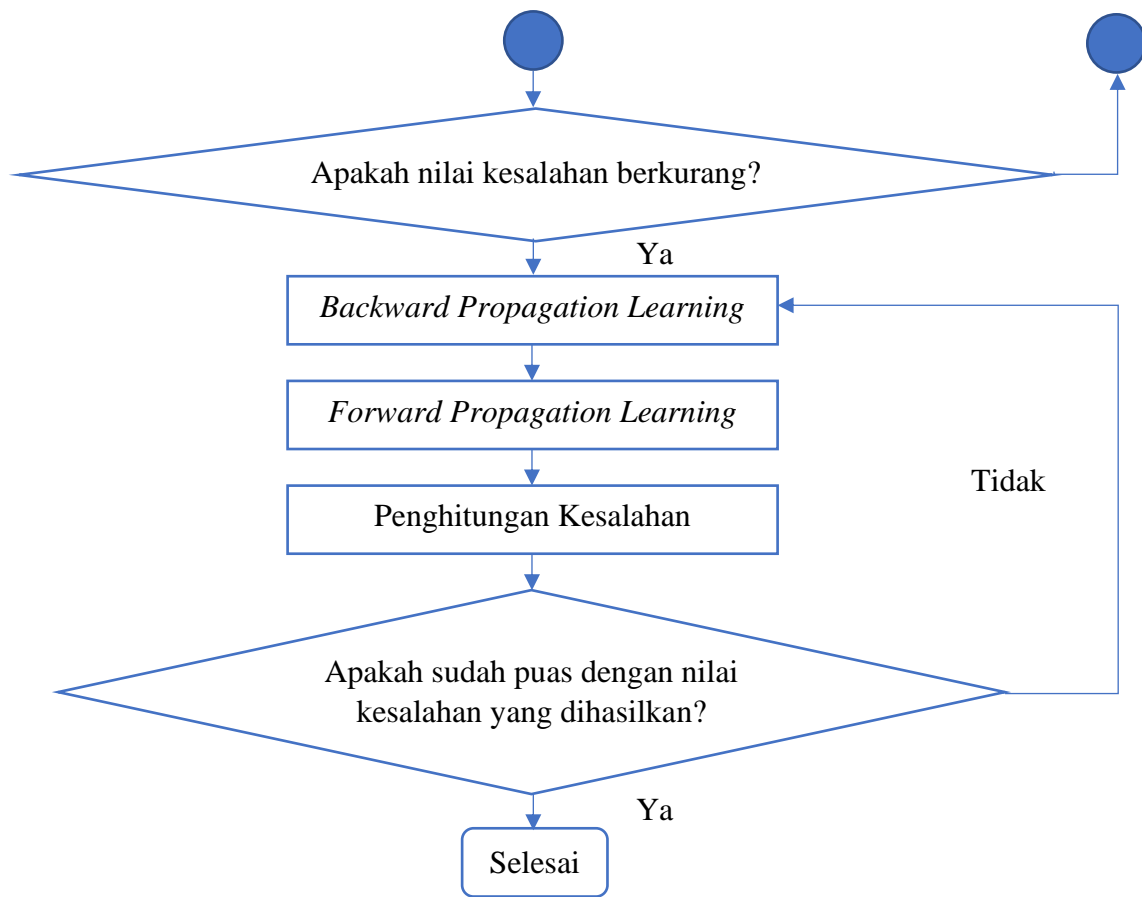 Apakah nilai kesalahan berkurang?
Ya
Backward Propagation Learning
Forward Propagation Learning
Tidak
Penghitungan Kesalahan
Apakah sudah puas dengan nilai
kesalahan yang dihasilkan?
Ya
Selesai